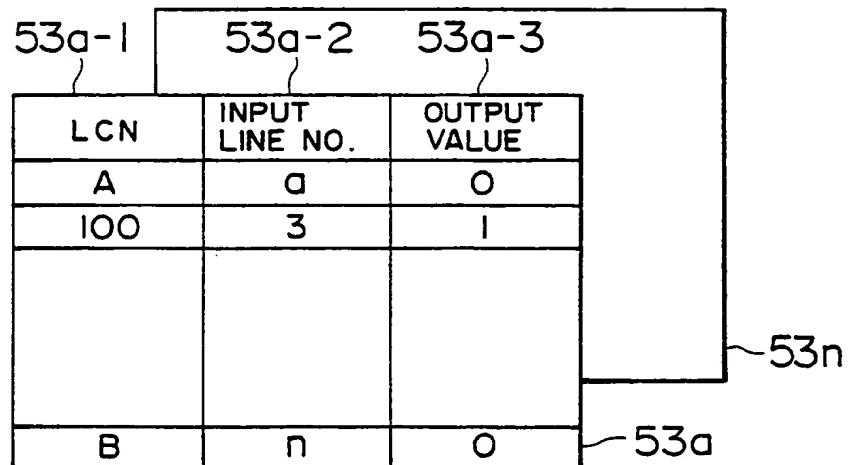 53a-1 53a-2 53a-3
LCN INPUT LINE NO. OUTPUT VALUE
A a 0
100 3 1
53n
B n 0 53a